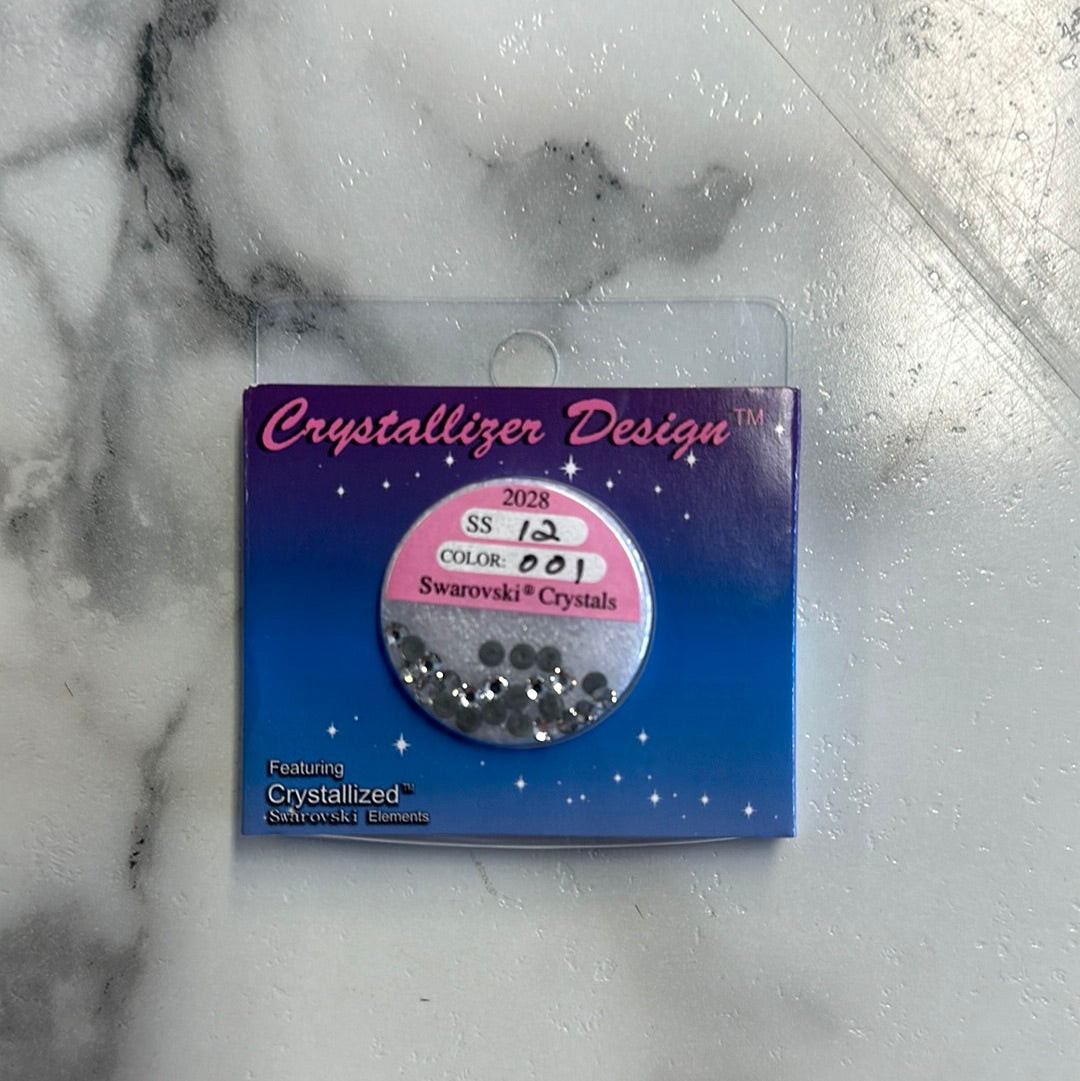 Crystallizer Design™
2028
SS 12
COLOR: 001
Swarovski® Crystals
Featuring
Crystallized™
Swarovski Elements